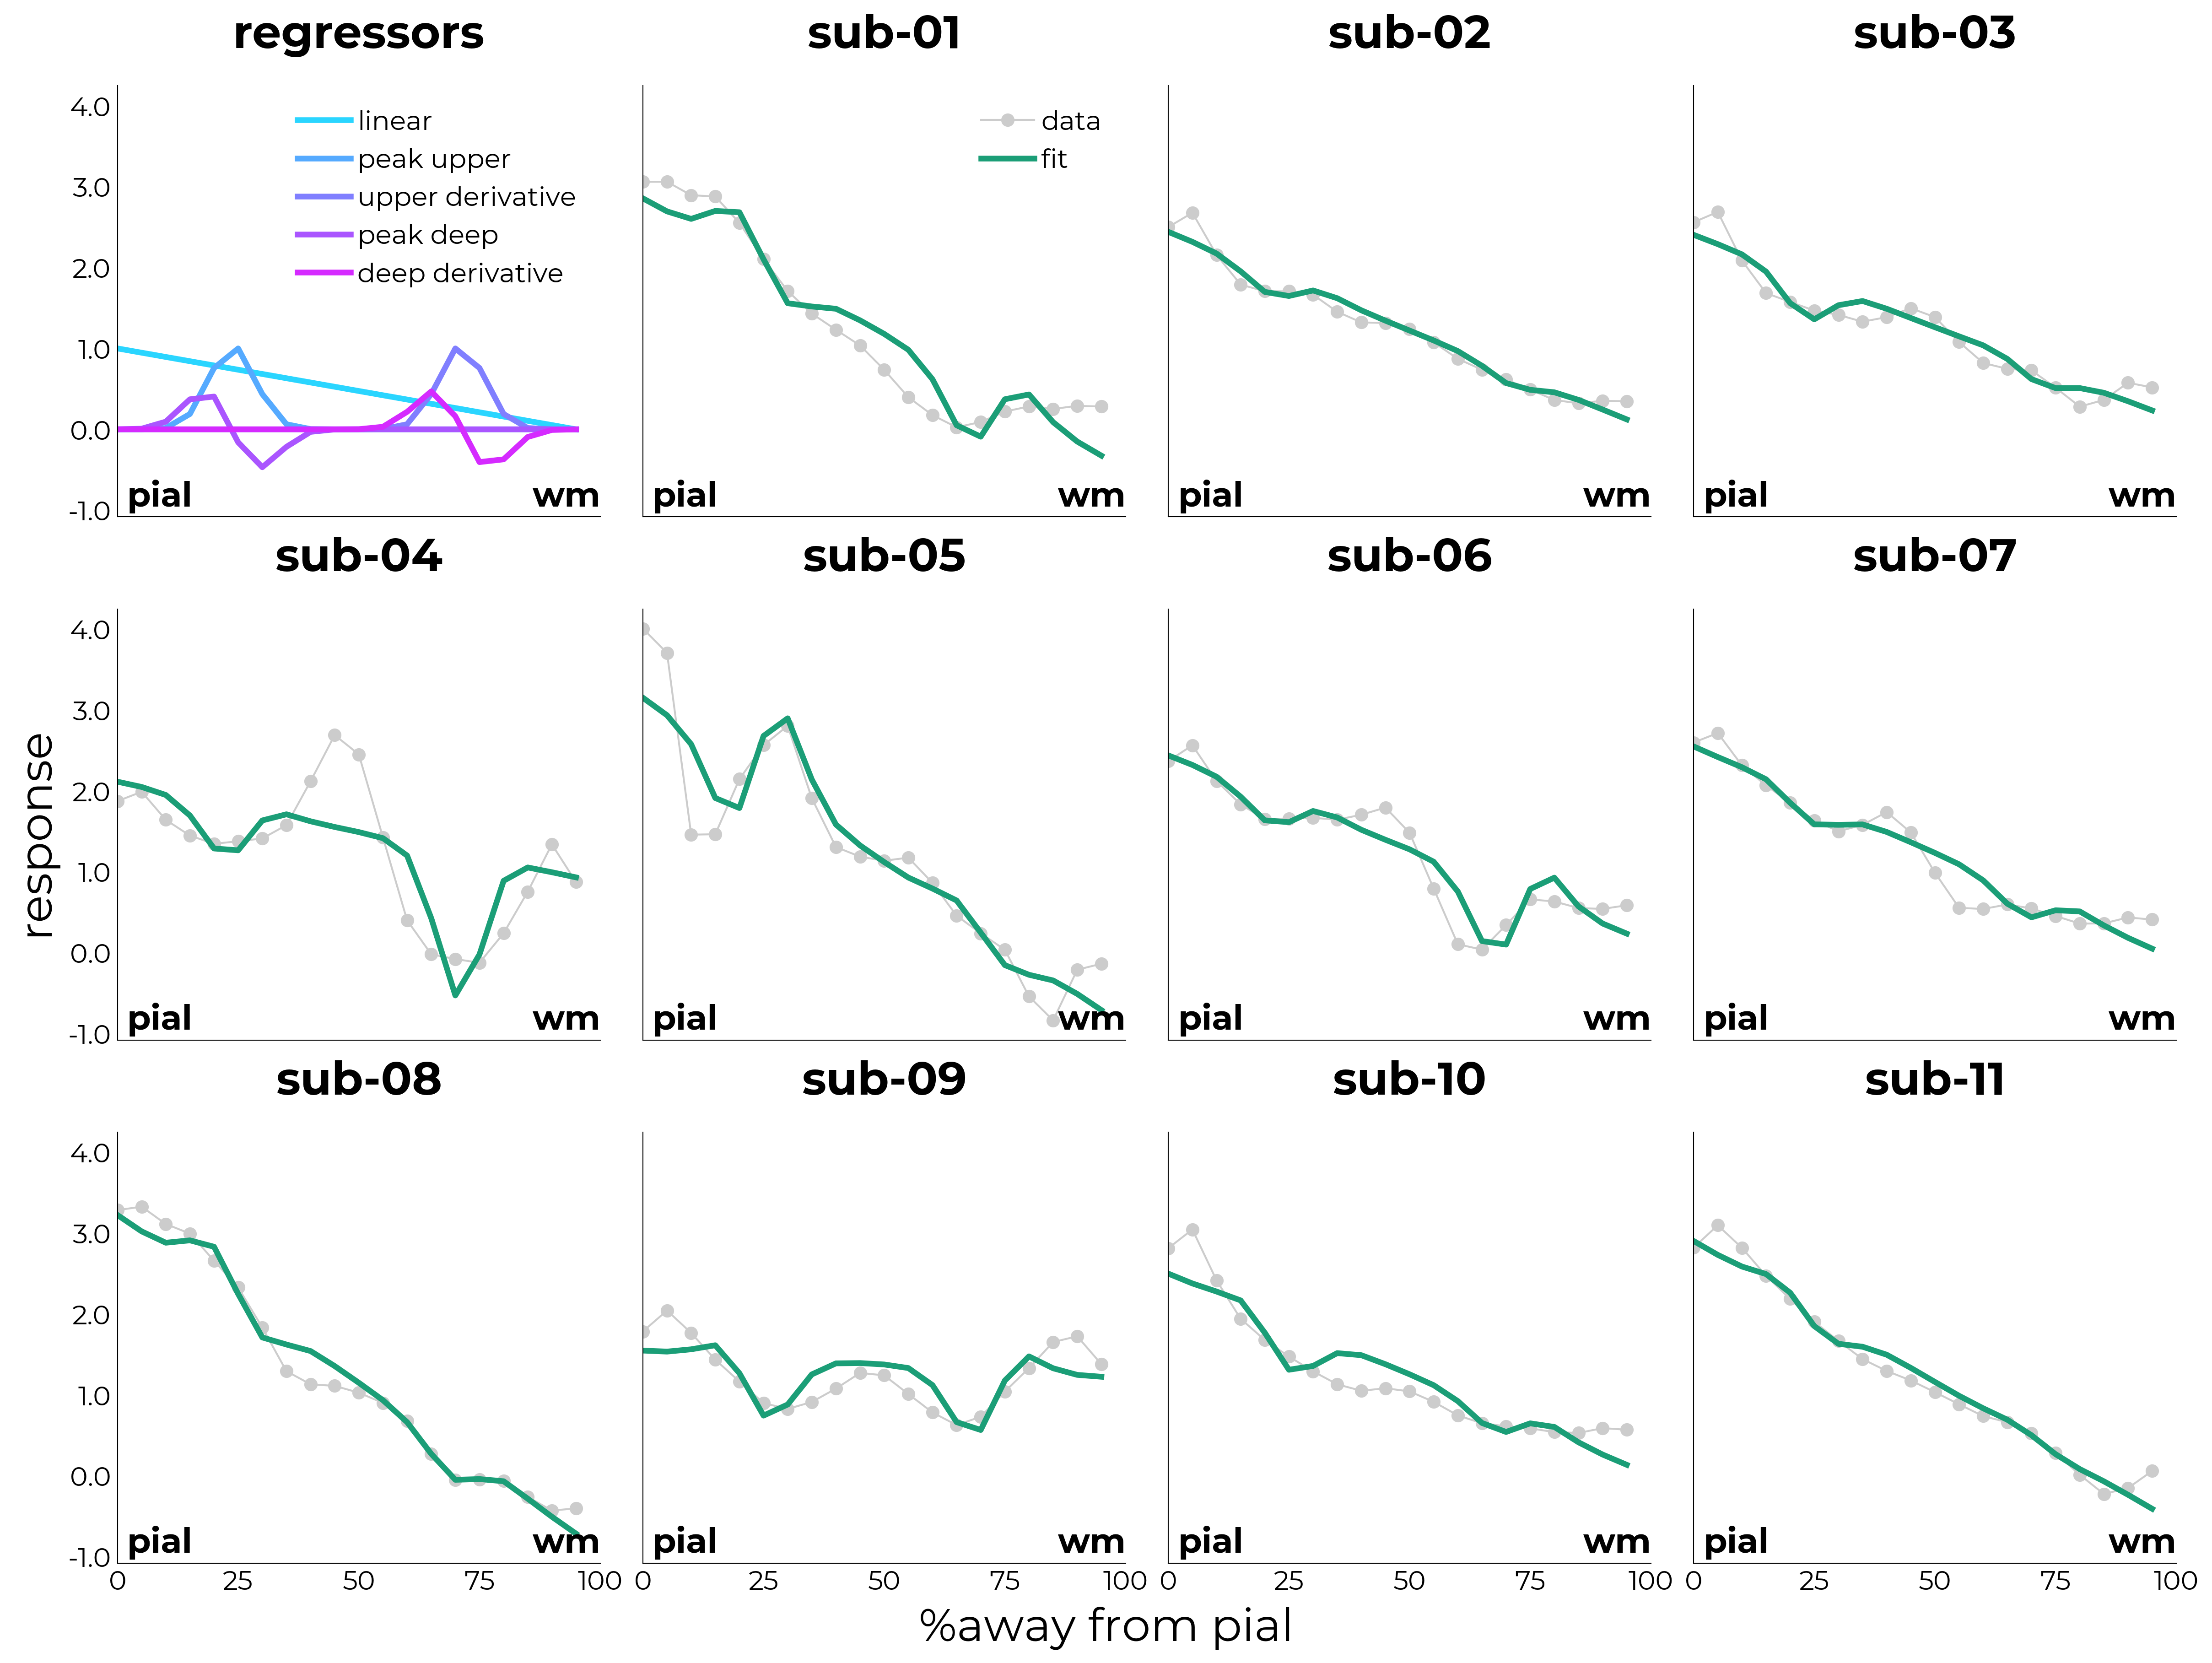 regressors
sub-01
sub-02
sub-03
4.0
3.0
2.0
1.0
0.0
-1.0
linear
peak upper
upper derivative
peak deep
deep derivative
pial
wm
data
fit
pial
wm
pial
wm
pial
wm
sub-04
sub-05
sub-06
sub-07
response
4.0
3.0
2.0
1.0
0.0
-1.0
pial
wm
pial
wm
pial
wm
pial
wm
sub-08
sub-09
sub-10
sub-11
4.0
3.0
2.0
1.0
0.0
-1.0
pial
wm
pial
wm
pial
wm
pial
wm
0 25 50 75 100
0 25 50 75 100
0 25 50 75 100
0 25 50 75 100
%away from pial